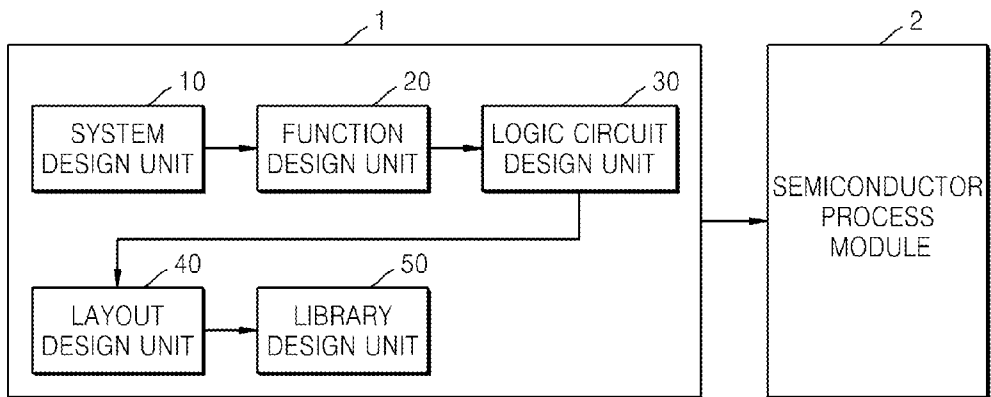 1
2
10
20
30
SYSTEM
DESIGN UNIT
FUNCTION
DESIGN UNIT
LOGIC CIRCUIT
DESIGN UNIT
SEMICONDUCTOR
PROCESS
MODULE
40
50
LAYOUT
DESIGN UNIT
LIBRARY
DESIGN UNIT